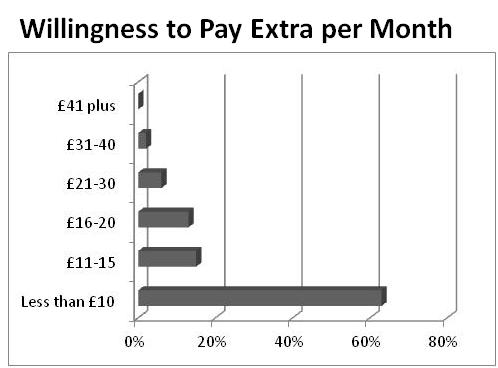 Willingness to Pay Extra per Month
£41 plus
£31-40
£21-30
£16-20
£11-15
Less than £10
0% 20% 40% 60% 80%